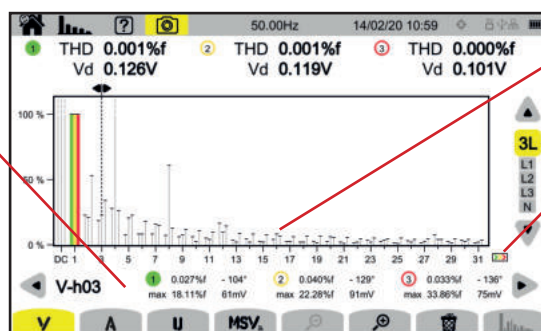 ? 50.00Hz 14/02/20 10:59
1 THD 0.001%f 2 THD 0.001%f 3 THD 0.000%f
Vd 0.126V Vd 0.119V Vd 0.101V
100 %
50 %
0 %
3L
L1
L2
L3
N
DC 1 3 5 7 9 11 13 15 17 19 21 23 25 27 29 31
V-h03 1 0.027%f - 104° 2 0.040%f - 129° 3 0.033%f - 136°
max 18.11%f 61mV max 22.28%f 91mV max 33.86%f 75mV
V A U MSV